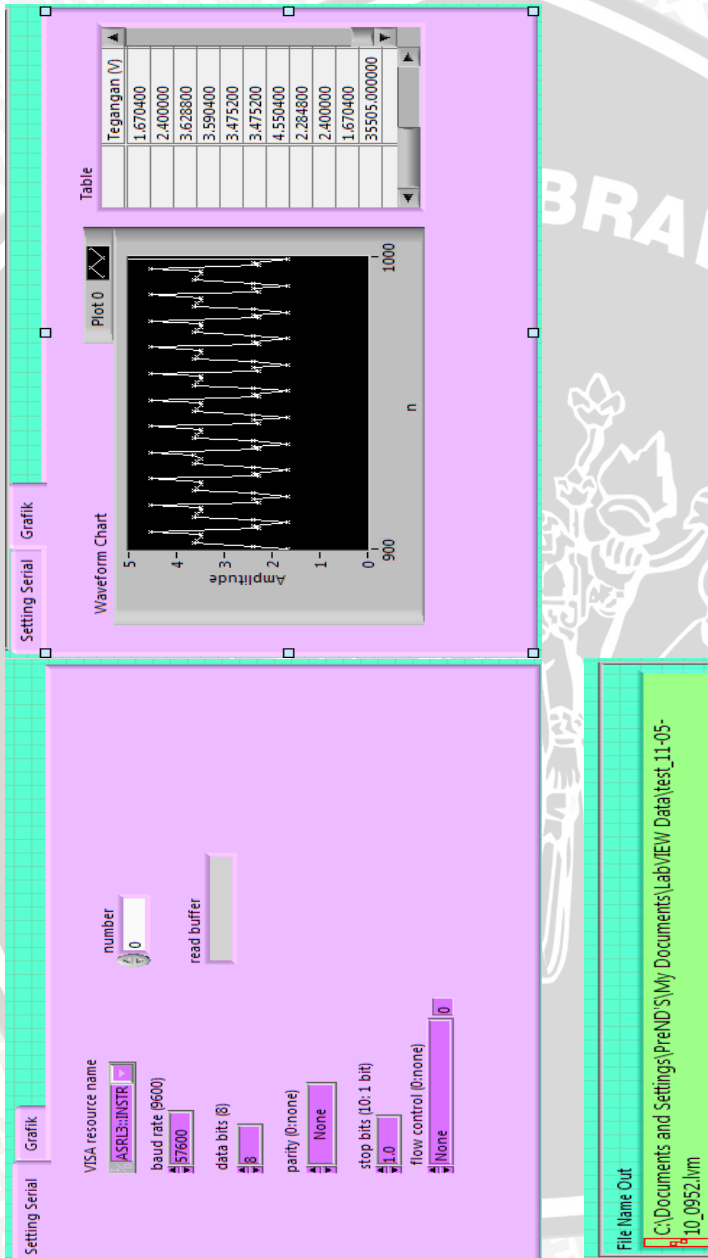 Setting Serial
Grafik
VISA resource name
ASRL3::INSTR
number
0
baud rate (9600)
57600
read buffer
data bits (8)
8
parity (0:none)
None
stop bits (10: 1 bit)
1.0
flow control (0:none)
None
0
Setting Serial
Grafik
Waveform Chart
Plot 0
Amplitude
5
4
3
2
1
0
900
1000
n
Table
Tegangan (V)
1.670400
2.400000
3.628800
3.590400
3.475200
3.475200
4.550400
2.284800
2.400000
1.670400
35505.000000
File Name Out
C:\Documents and Settings\PreND'S\My Documents\LabVIEW Data\test_11-05-
10_0952.lvm
BRA